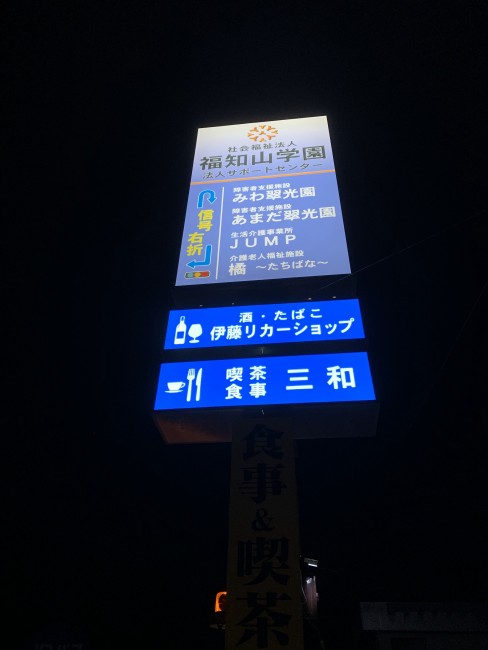 社会福祉法人
福知山学園
法人サポートセンター
信号右折
障害者支援施設
みわ翠光園
障害者支援施設
あまだ翠光園
生活介護事業所
JUMP
介護老人福祉施設
橘 〜たちばな〜
酒・たばこ
伊藤リカーショップ
喫茶
食事
三和
食事&喫茶